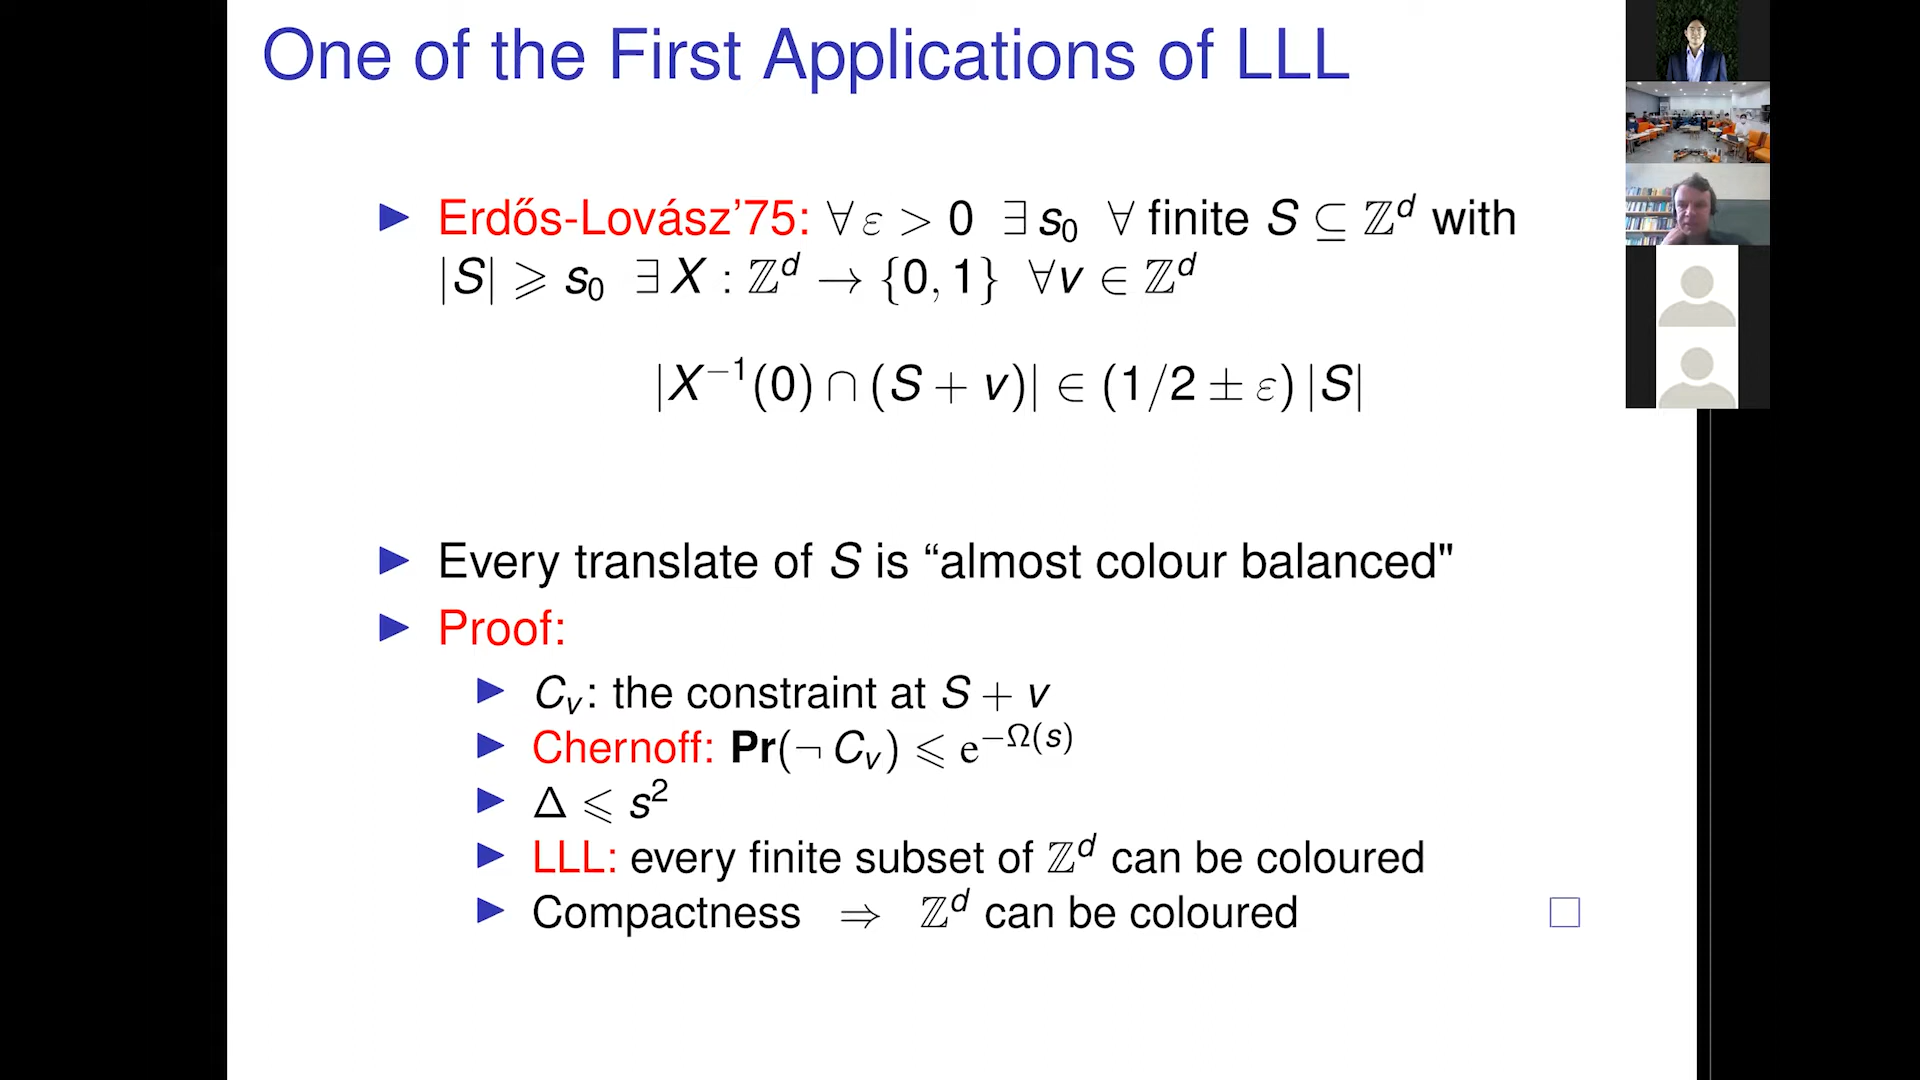 One of the First Applications of LLL
▶ Erdős-Lovász’75: ∀ ε > 0 ∃ s₀ ∀ finite S ⊆ ℤᵈ with
|S| ⩾ s₀ ∃ X : ℤᵈ → {0, 1} ∀v ∈ ℤᵈ
|X⁻¹(0) ∩ (S + v)| ∈ (1/2 ± ε) |S|
▶ Every translate of S is “almost colour balanced"
▶ Proof:
▶ Cᵥ: the constraint at S + v
▶ Chernoff: Pr(¬ Cᵥ) ⩽ e^{−Ω(s)}
▶ Δ ⩽ s²
▶ LLL: every finite subset of ℤᵈ can be coloured
▶ Compactness ⇒ ℤᵈ can be coloured □